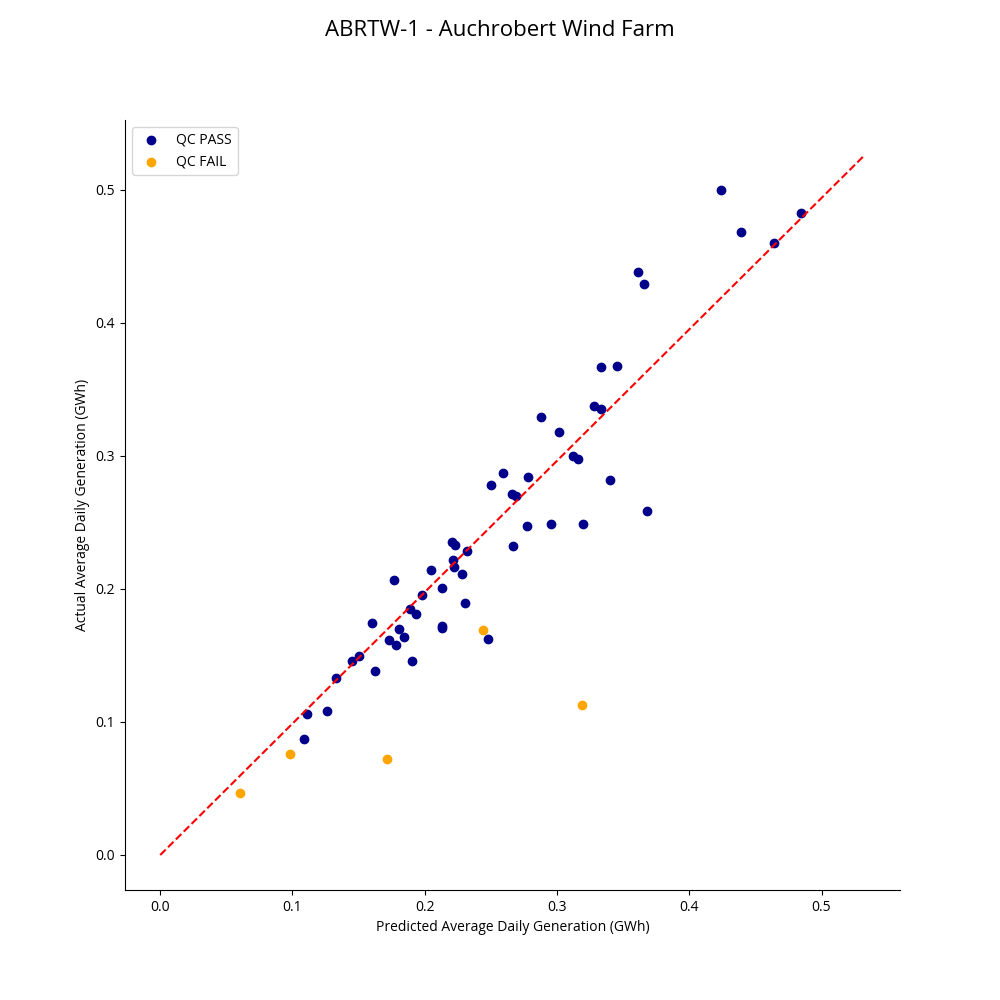 ABRTW-1 - Auchrobert Wind Farm
QC PASS
QC FAIL
0.5
0.4
0.3
0.2
0.1
0.0
Actual Average Daily Generation (GWh)
0.0 0.1 0.2 0.3 0.4 0.5
Predicted Average Daily Generation (GWh)